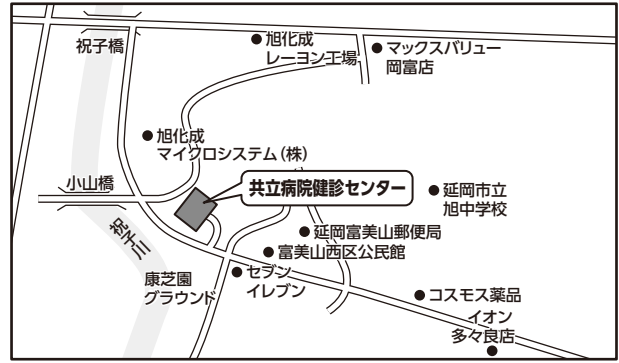 祝子橋
旭化成
レーヨン工場
マックスバリュー
岡富店
旭化成
マイクロシステム(株)
小山橋
共立病院健診センター
延岡市立
旭中学校
祝子川
延岡富美山郵便局
富美山西区公民館
康芝園
グラウンド
セブン
イレブン
コスモス薬品
イオン
多々良店